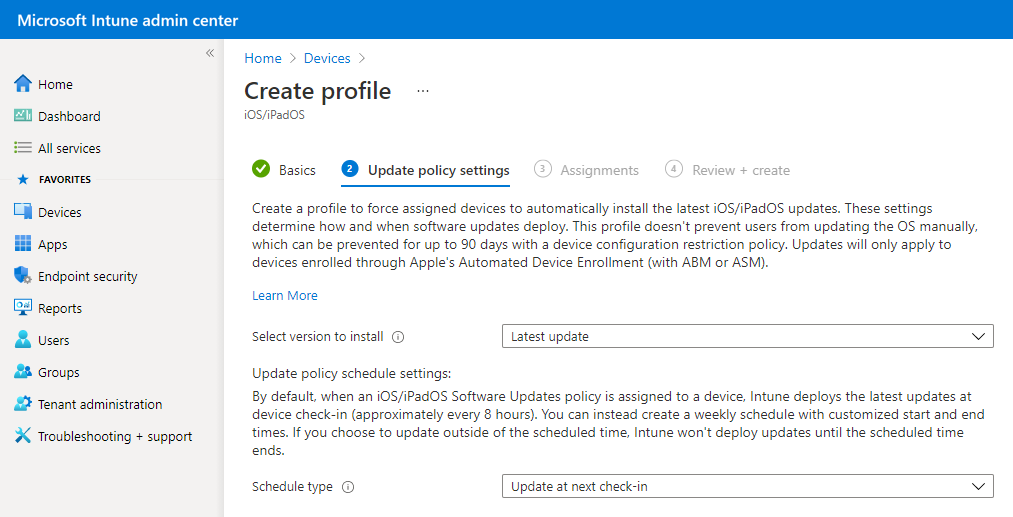 Microsoft Intune admin center
«
Home
Dashboard
All services
FAVORITES
Devices
Apps
Endpoint security
Reports
Users
Groups
Tenant administration
Troubleshooting + support
Home > Devices >
Create profile ...
iOS/iPadOS
Basics 2 Update policy settings 3 Assignments 4 Review + create
Create a profile to force assigned devices to automatically install the latest iOS/iPadOS updates. These settings
determine how and when software updates deploy. This profile doesn't prevent users from updating the OS manually,
which can be prevented for up to 90 days with a device configuration restriction policy. Updates will only apply to
devices enrolled through Apple's Automated Device Enrollment (with ABM or ASM).
Learn More
Select version to install Latest update
Update policy schedule settings:
By default, when an iOS/iPadOS Software Updates policy is assigned to a device, Intune deploys the latest updates at
device check-in (approximately every 8 hours). You can instead create a weekly schedule with customized start and end
times. If you choose to update outside of the scheduled time, Intune won't deploy updates until the scheduled time
ends.
Schedule type Update at next check-in